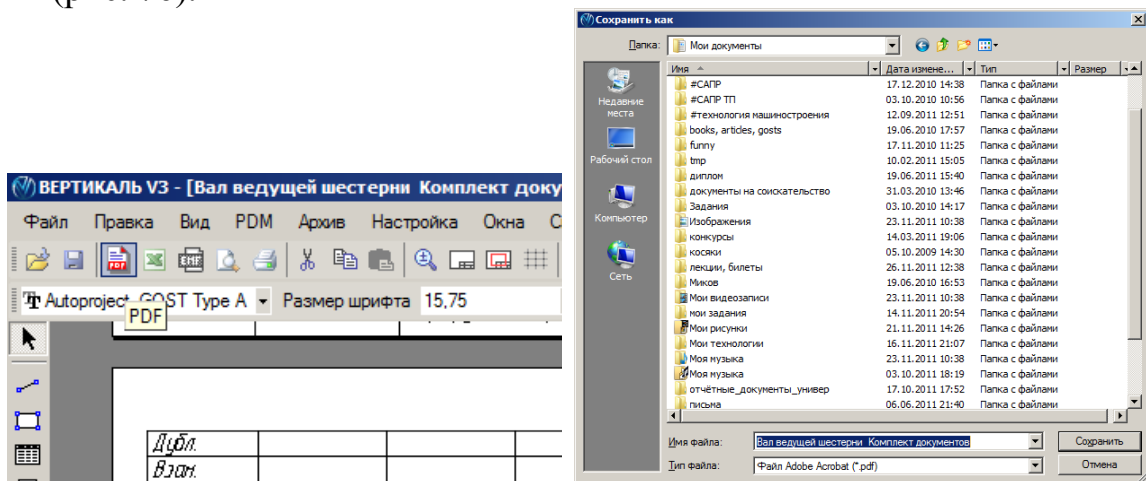 Сохранить как
Папка: Мои документы
Имя Дата измене... Тип Размер
#САПР 17.12.2010 14:38 Папка с файлами
#САПР ТП 03.10.2010 10:56 Папка с файлами
#технология машиностроения 12.09.2011 12:51 Папка с файлами
books, articles, gosts 19.06.2010 17:57 Папка с файлами
funny 17.11.2010 11:25 Папка с файлами
tmp 10.02.2011 15:05 Папка с файлами
диплом 19.06.2011 15:40 Папка с файлами
документы на соискательство 31.03.2010 13:46 Папка с файлами
Задания 03.10.2010 14:17 Папка с файлами
Изображения 23.11.2010 10:38 Папка с файлами
конкурсы 14.03.2011 19:06 Папка с файлами
косяки 05.10.2009 14:30 Папка с файлами
лекции, билеты 26.11.2011 12:38 Папка с файлами
Миков 19.06.2010 16:53 Папка с файлами
Мои видеозаписи 23.11.2010 10:38 Папка с файлами
мои задания 14.11.2011 20:54 Папка с файлами
Мои рисунки 21.11.2011 14:26 Папка с файлами
Мои технологии 16.11.2011 21:07 Папка с файлами
Моя музыка 23.11.2010 10:38 Папка с файлами
Моя музыка 03.10.2011 18:19 Папка с файлами
отчётные_документы_универ 17.10.2011 17:52 Папка с файлами
письма 06.06.2011 21:40 Папка с файлами
Недавние
места
Рабочий стол
Компьютер
Сеть
Имя файла: Вал ведущей шестерни Комплект документов Сохранить
Тип файла: Файл Adobe Acrobat (*.pdf) Отмена
ВЕРТИКАЛЬ V3 - [Вал ведущей шестерни Комплект доку
Файл Правка Вид PDM Архив Настройка Окна С
Autoproject GOST Type A Размер шрифта 15,75
PDF
Дубл.
Взам.